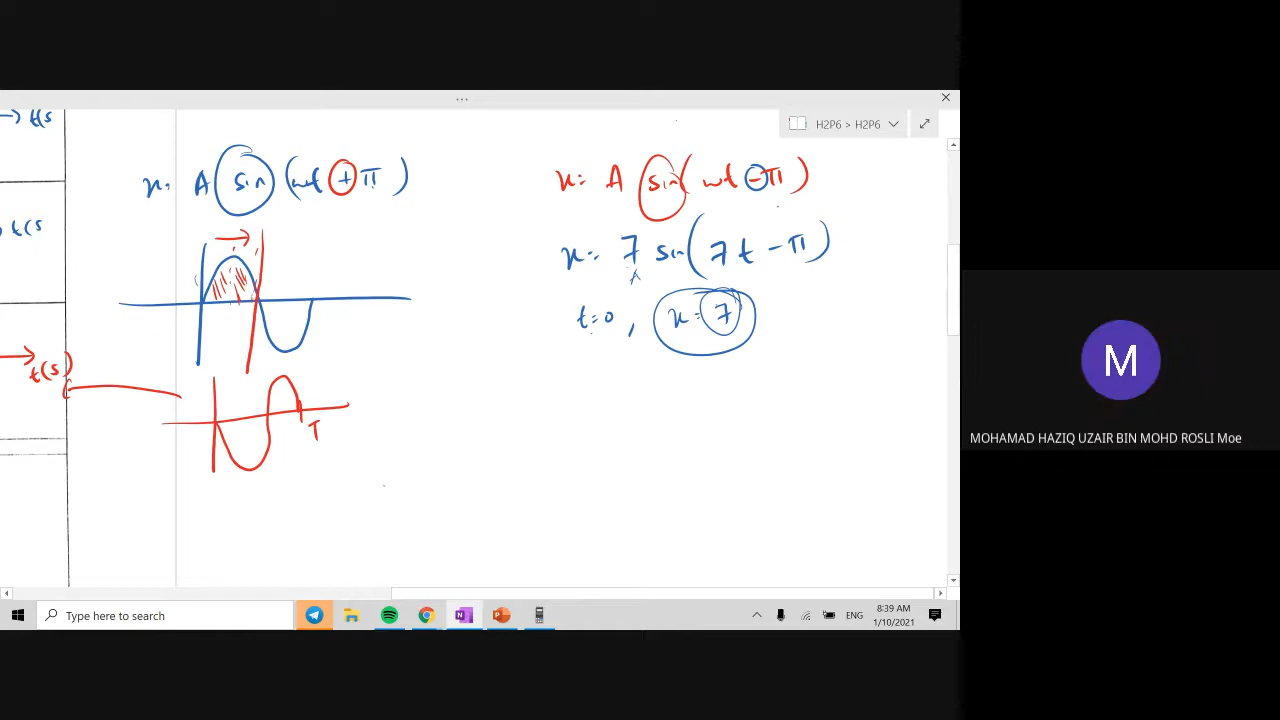 ...
H2P6 > H2P6
→ t(s
x = A sin (ωt + π)
x = A sin (ωt - π)
t(s
x = 7 sin (7t - π)
A
t=0, x = 7
t(s)
T
M
MOHAMAD HAZIQ UZAIR BIN MOHD ROSLI Moe
Type here to search
ENG
8:39 AM
1/10/2021